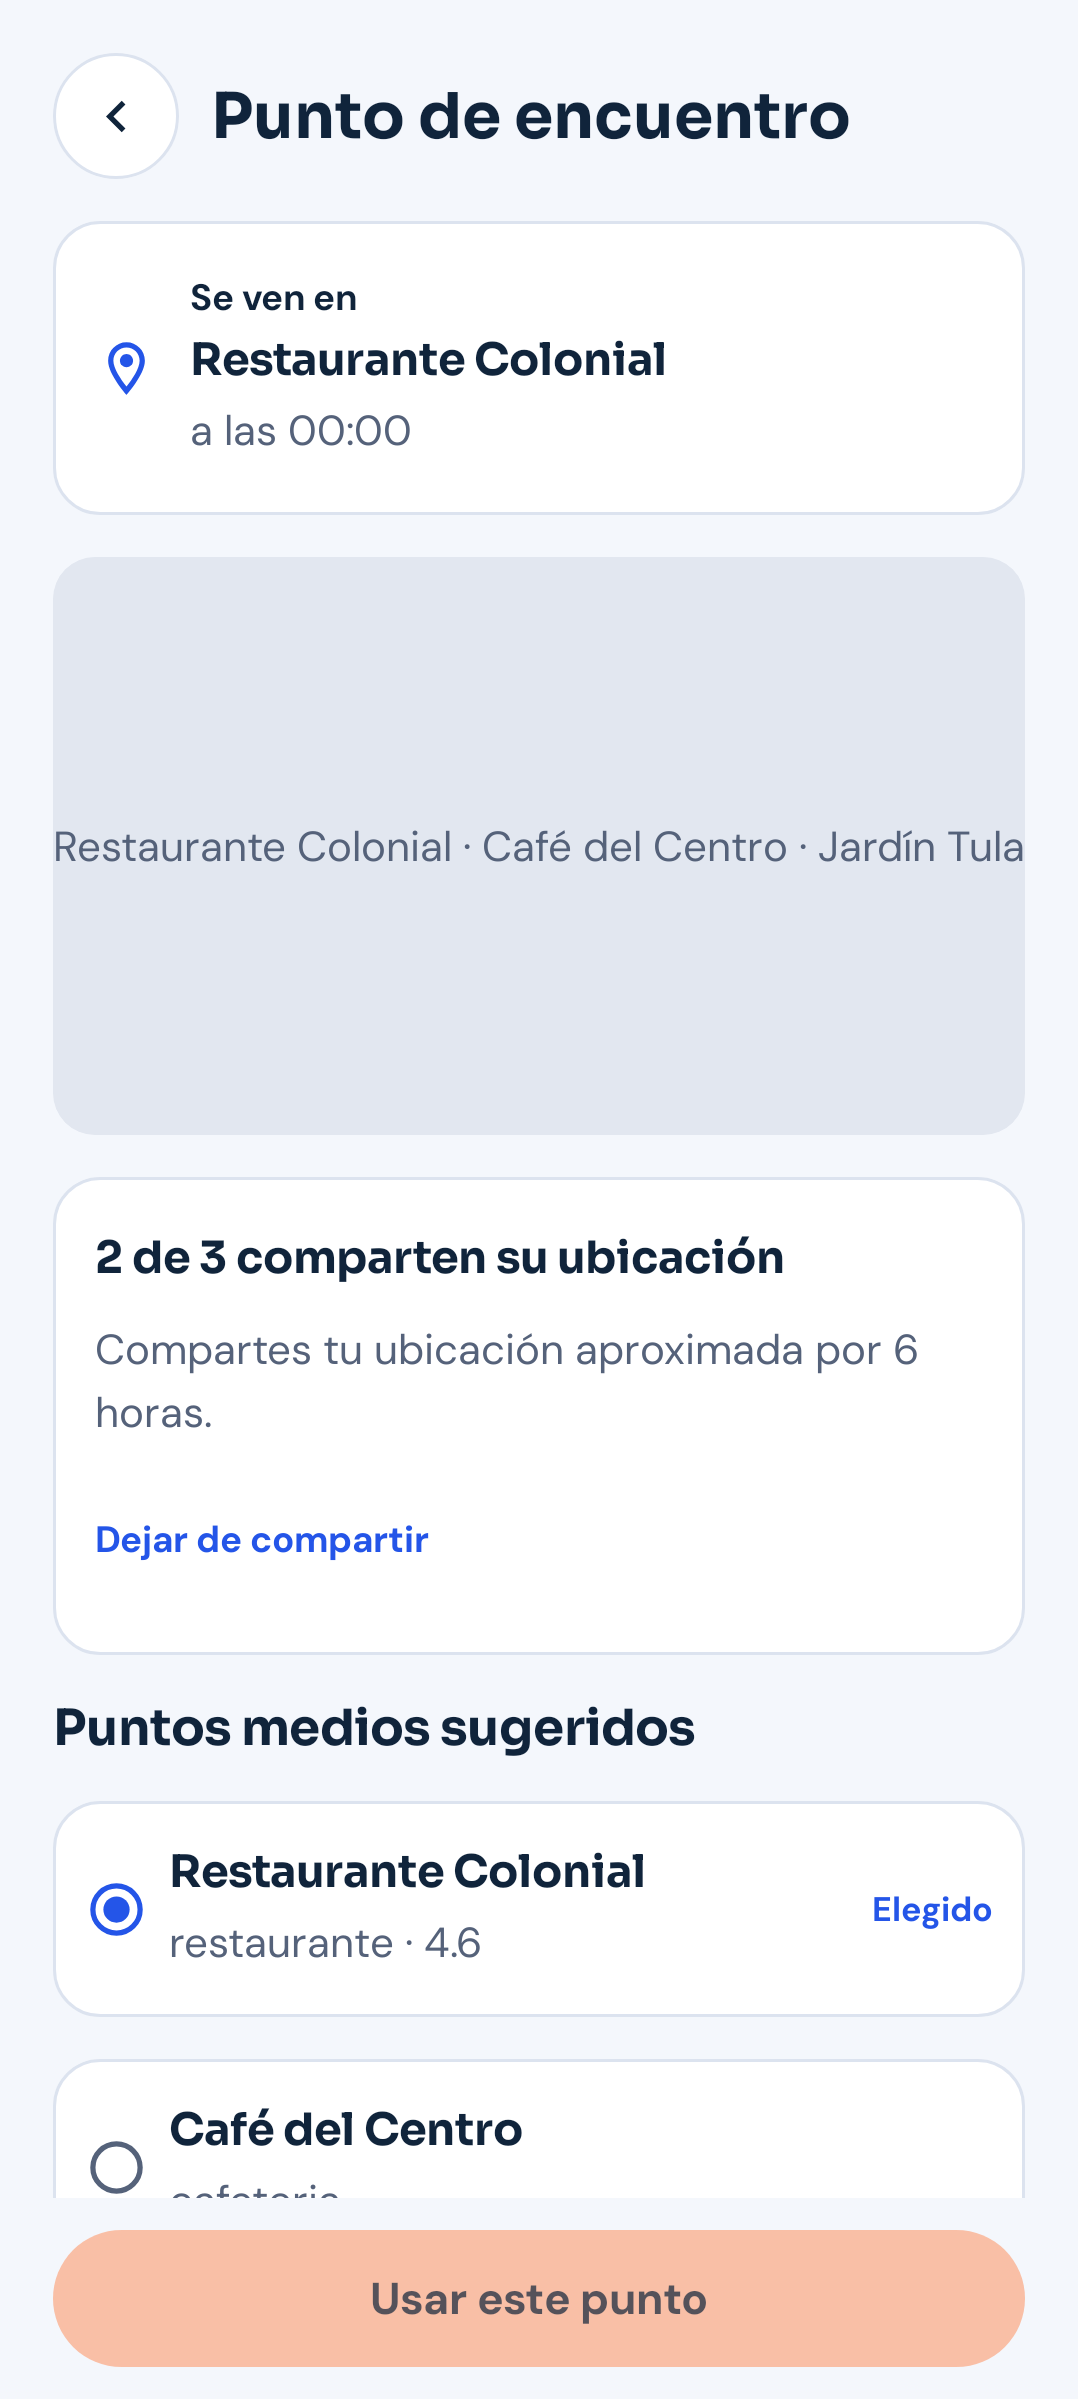 Punto de encuentro
Se ven en
Restaurante Colonial
a las 00:00
Restaurante Colonial · Café del Centro · Jardín Tula
2 de 3 comparten su ubicación
Compartes tu ubicación aproximada por 6
horas.
Dejar de compartir
Puntos medios sugeridos
Restaurante Colonial
restaurante · 4.6
Elegido
Café del Centro
cafetería
Usar este punto